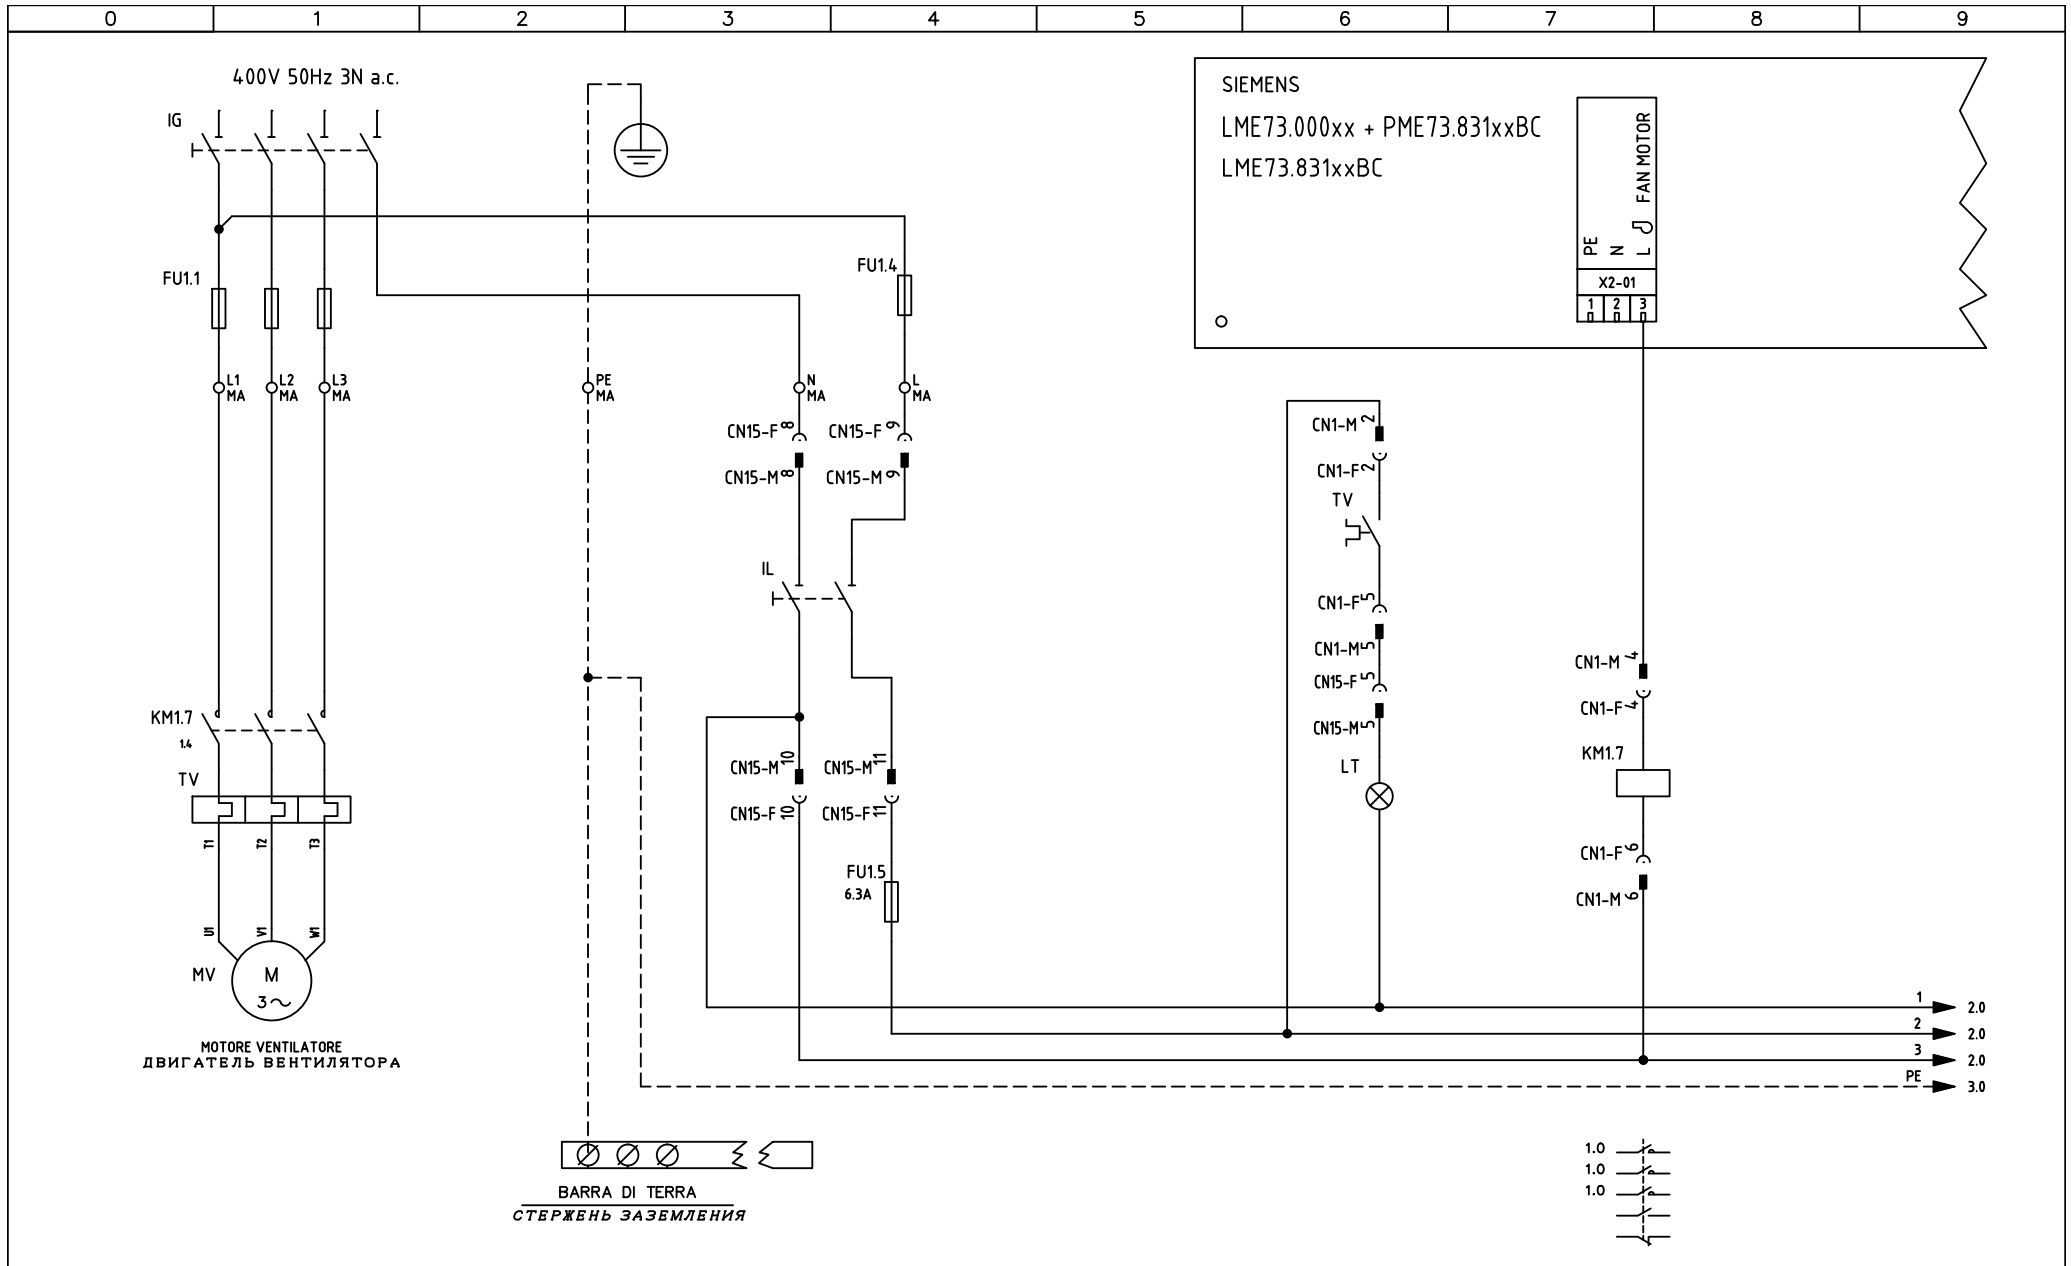 0 1 2 3 4 5 6 7 8 9
400V 50Hz 3N a.c.
IG
SIEMENS
LME73.000xx + PME73.831xxBC
LME73.831xxBC
FAN MOTOR
PE
N
L
X2-01
1 2 3
FU1.1
FU1.4
L1
MA
L2
MA
L3
MA
PE
MA
N
MA
L
MA
CN15-F 8
CN15-F 9
CN15-M 8
CN15-M 9
CN1-M 2
CN1-F 2
TV
IL
CN1-F 5
CN1-M 5
CN15-F 5
CN15-M 5
LT
CN1-M 4
CN1-F 4
KM1.7
KM1.7
1.4
TV
CN15-M 10
CN15-M 11
CN15-F 10
CN15-F 11
T1 T2 T3
FU1.5
6.3A
CN1-F 6
CN1-M 6
U1 V1 W1
MV
M
3
MOTORE VENTILATORE
ДВИГАТЕЛЬ ВЕНТИЛЯТОРА
1 2.0
2 2.0
3 2.0
PE 3.0
BARRA DI TERRA
СТЕРЖЕНЬ ЗАЗЕМЛЕНИЯ
1.0
1.0
1.0